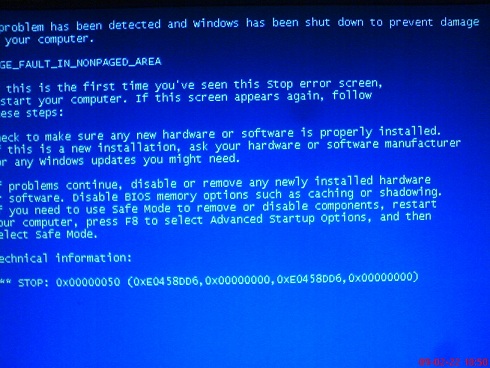 problem has been detected and Windows has been shut down to prevent damage
your computer.
GE_FAULT_IN_NONPAGED_AREA
this is the first time you've seen this Stop error screen,
start your computer. If this screen appears again, follow
ese steps:
eck to make sure any new hardware or software is properly installed.
this is a new installation, ask your hardware or software manufacturer
or any Windows updates you might need.
f problems continue, disable or remove any newly installed hardware
r software. Disable BIOS memory options such as caching or shadowing.
f you need to use Safe Mode to remove or disable components, restart
our computer, press F8 to select Advanced Startup Options, and then
elect Safe Mode.
echnical information:
** STOP: 0x00000050 (0xE0458DD6,0x00000000,0xE0458DD6,0x00000000)